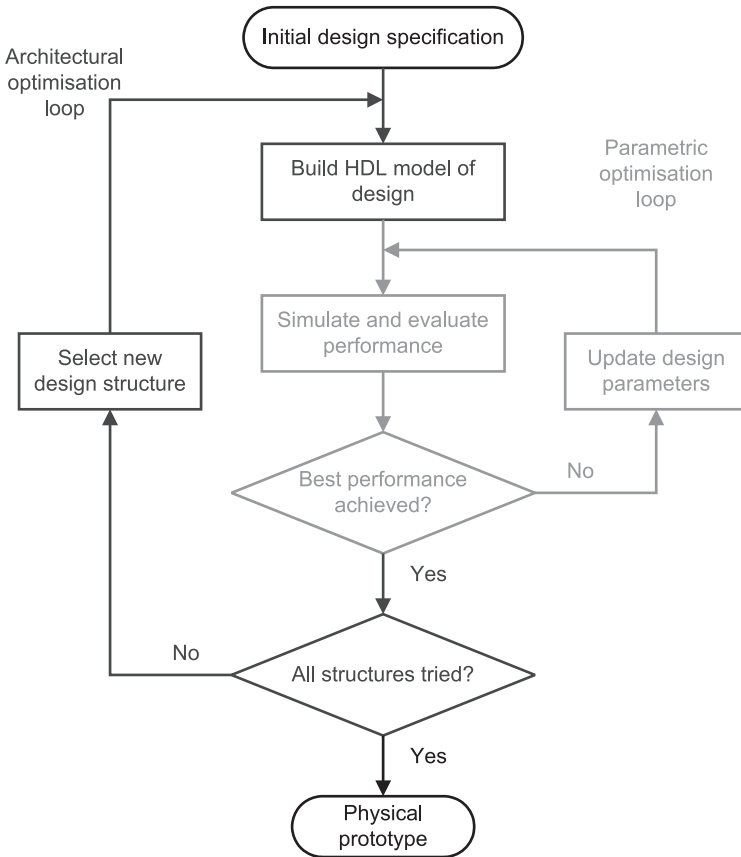 Initial design specification
Architectural
optimisation
loop
Build HDL model of
design
Parametric
optimisation
loop
Simulate and evaluate
performance
Select new
design structure
Update design
parameters
Best performance
achieved?
No
Yes
No
All structures tried?
Yes
Physical
prototype